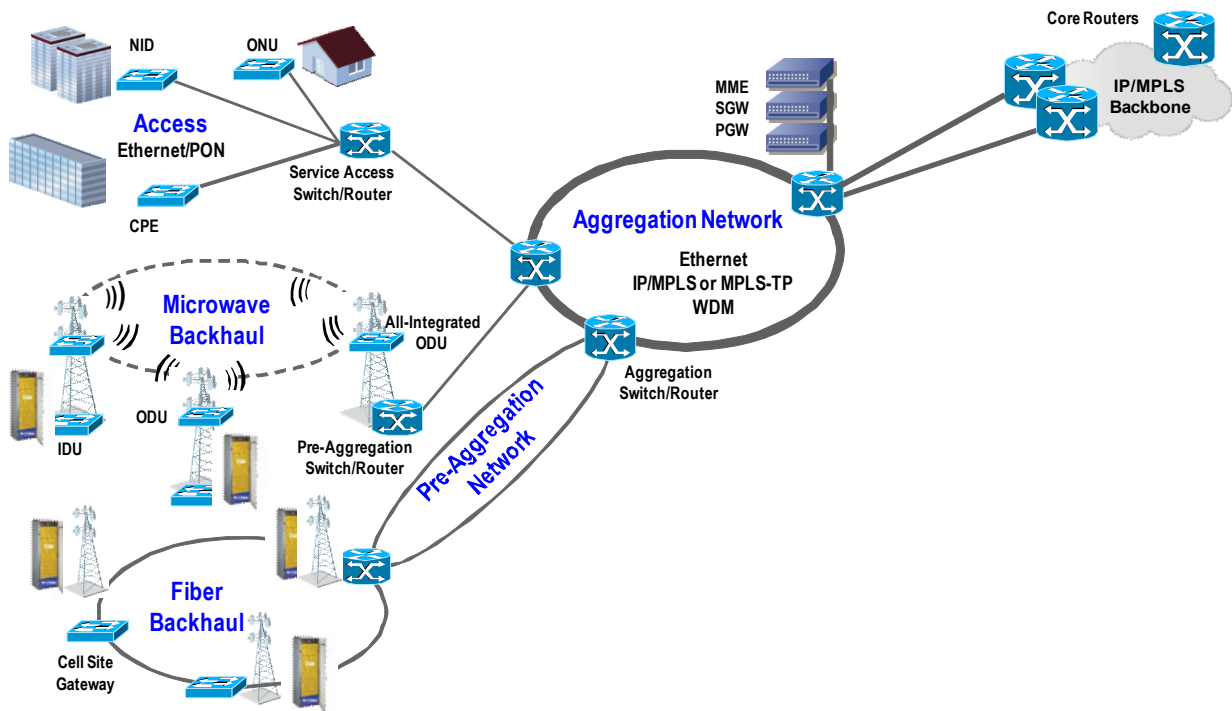 Core Routers
NID
ONU
MME
SGW
PGW
IP/MPLS
Backbone
Access
Ethernet/PON
Service Access
Switch/Router
CPE
Aggregation Network
Ethernet
IP/MPLS or MPLS-TP
WDM
Microwave
Backhaul
All-Integrated
ODU
Aggregation
Switch/Router
ODU
IDU
Pre-Aggregation
Switch/Router
Pre-Aggregation
Network
Fiber
Backhaul
Cell Site
Gateway